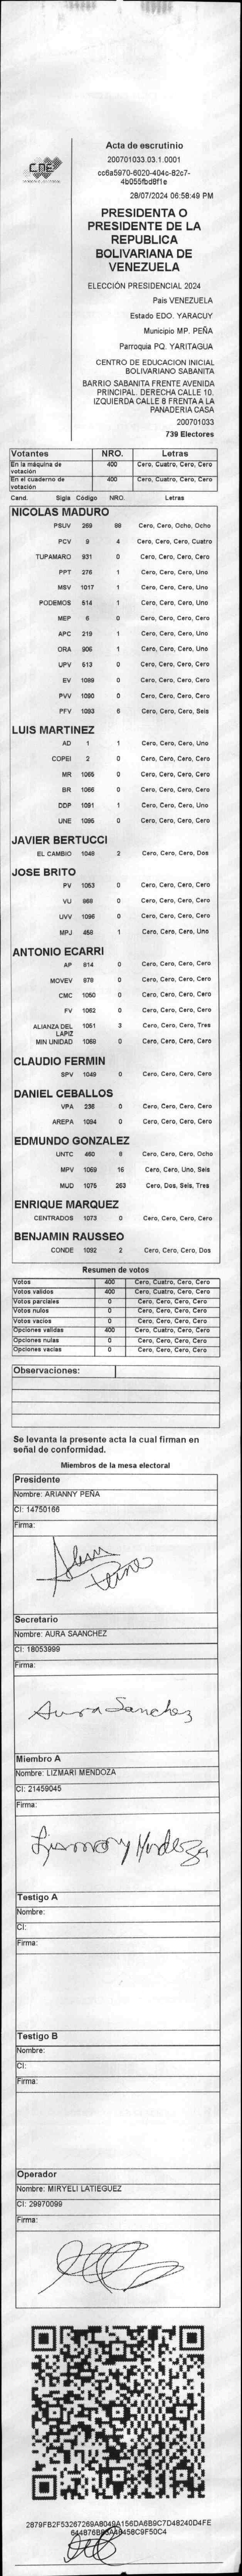 CNE
Acta de escrutinio
200701033.03.1.0001
cc6a5970-6020-404c-82c7-
4b055fbd8f1e
28/07/2024 06:58:49 PM
PRESIDENTA O
PRESIDENTE DE LA
REPUBLICA
BOLIVARIANA DE
VENEZUELA
ELECCIÓN PRESIDENCIAL 2024
Pais VENEZUELA
Estado EDO. YARACUY
Municipio MP. PEÑA
Parroquia PQ. YARITAGUA
CENTRO DE EDUCACION INICIAL
BOLIVARIANO SABANITA
BARRIO SABANITA FRENTE AVENIDA
PRINCIPAL. DERECHA CALLE 10.
IZQUIERDA CALLE 8 FRENTA A LA
PANADERIA CASA
200701033
739 Electores
Votantes NRO. Letras
En la máquina de votación 400 Cero, Cuatro, Cero, Cero
En el cuaderno de votación 400 Cero, Cuatro, Cero, Cero
Cand. Sigla Código NRO. Letras
NICOLAS MADURO
PSUV 269 88 Cero, Cero, Ocho, Ocho
PCV 9 4 Cero, Cero, Cero, Cuatro
TUPAMARO 931 0 Cero, Cero, Cero, Cero
PPT 276 1 Cero, Cero, Cero, Uno
MSV 1017 1 Cero, Cero, Cero, Uno
PODEMOS 514 1 Cero, Cero, Cero, Uno
MEP 6 0 Cero, Cero, Cero, Cero
APC 219 1 Cero, Cero, Cero, Uno
ORA 906 1 Cero, Cero, Cero, Uno
UPV 513 0 Cero, Cero, Cero, Cero
EV 1089 0 Cero, Cero, Cero, Cero
PVV 1090 0 Cero, Cero, Cero, Cero
PFV 1093 6 Cero, Cero, Cero, Seis
LUIS MARTINEZ
AD 1 1 Cero, Cero, Cero, Uno
COPEI 2 0 Cero, Cero, Cero, Cero
MR 1065 0 Cero, Cero, Cero, Cero
BR 1066 0 Cero, Cero, Cero, Cero
DDP 1091 1 Cero, Cero, Cero, Uno
UNE 1095 0 Cero, Cero, Cero, Cero
JAVIER BERTUCCI
EL CAMBIO 1048 2 Cero, Cero, Cero, Dos
JOSE BRITO
PV 1053 0 Cero, Cero, Cero, Cero
VU 868 0 Cero, Cero, Cero, Cero
UVV 1096 0 Cero, Cero, Cero, Cero
MPJ 458 1 Cero, Cero, Cero, Uno
ANTONIO ECARRI
AP 814 0 Cero, Cero, Cero, Cero
MOVEV 979 0 Cero, Cero, Cero, Cero
CMC 1050 0 Cero, Cero, Cero, Cero
FV 1062 0 Cero, Cero, Cero, Cero
ALIANZA DEL LAPIZ 1051 3 Cero, Cero, Cero, Tres
MIN UNIDAD 1068 0 Cero, Cero, Cero, Cero
CLAUDIO FERMIN
SPV 1049 0 Cero, Cero, Cero, Cero
DANIEL CEBALLOS
VPA 236 0 Cero, Cero, Cero, Cero
AREPA 1094 0 Cero, Cero, Cero, Cero
EDMUNDO GONZALEZ
UNTC 460 8 Cero, Cero, Cero, Ocho
MPV 1069 16 Cero, Cero, Uno, Seis
MUD 1075 263 Cero, Dos, Seis, Tres
ENRIQUE MARQUEZ
CENTRADOS 1073 0 Cero, Cero, Cero, Cero
BENJAMIN RAUSSEO
CONDE 1092 2 Cero, Cero, Cero, Dos
Resumen de votos
Votos 400 Cero, Cuatro, Cero, Cero
Votos validos 400 Cero, Cuatro, Cero, Cero
Votos parciales 0 Cero, Cero, Cero, Cero
Votos nulos 0 Cero, Cero, Cero, Cero
Votos vacios 0 Cero, Cero, Cero, Cero
Opciones validas 400 Cero, Cuatro, Cero, Cero
Opciones nulas 0 Cero, Cero, Cero, Cero
Opciones vacias 0 Cero, Cero, Cero, Cero
Observaciones:
Se levanta la presente acta la cual firman en
señal de conformidad.
Miembros de la mesa electoral
Presidente
Nombre: ARIANNY PEÑA
CI: 14750166
Firma:
Secretario
Nombre: AURA SAANCHEZ
CI: 18053999
Firma:
Aura Sanchez
Miembro A
Nombre: LIZMARI MENDOZA
CI: 21459045
Firma:
Testigo A
Nombre:
CI:
Firma:
Testigo B
Nombre:
CI:
Firma:
Operador
Nombre: MIRYELI LATIEGUEZ
CI: 29970099
Firma: